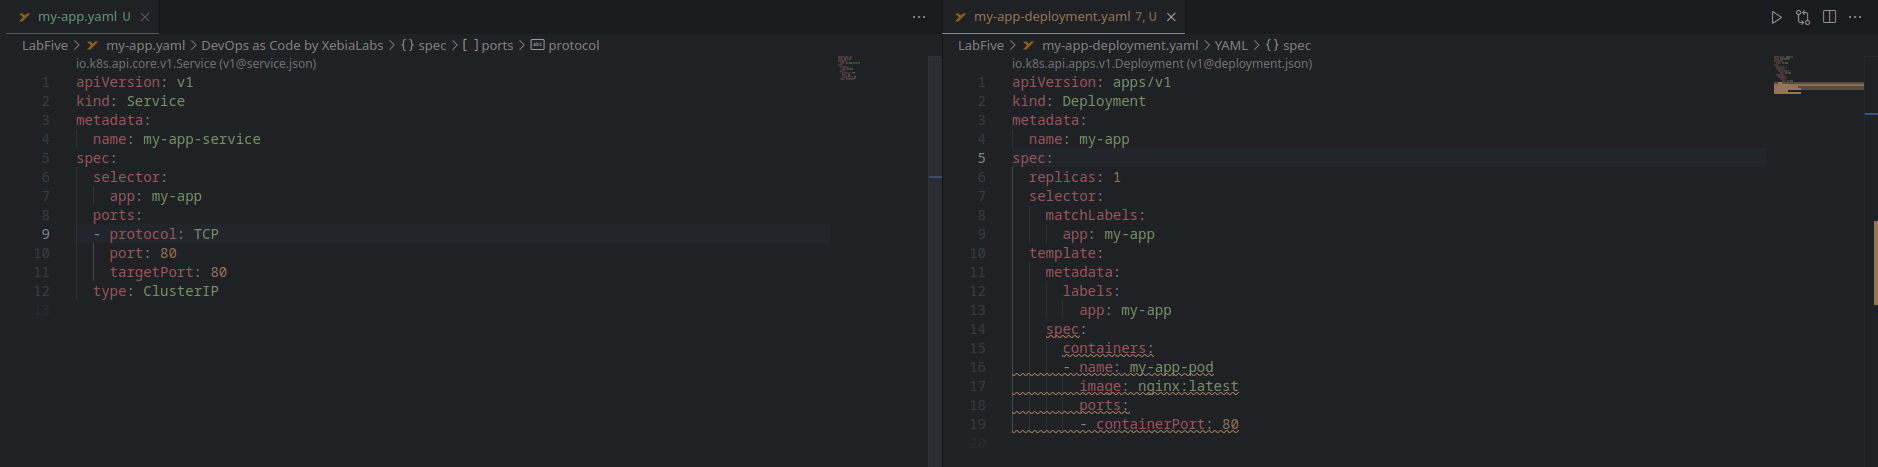 my-app.yaml U
LabFive > my-app.yaml > DevOps as Code by XebiaLabs > {} spec > [ ] ports > abc protocol
io.k8s.api.core.v1.Service (v1@service.json)
1 apiVersion: v1
2 kind: Service
3 metadata:
4 name: my-app-service
5 spec:
6 selector:
7 app: my-app
8 ports:
9 - protocol: TCP
10 port: 80
11 targetPort: 80
12 type: ClusterIP
13
my-app-deployment.yaml 7, U
LabFive > my-app-deployment.yaml > YAML > {} spec
io.k8s.api.apps.v1.Deployment (v1@deployment.json)
1 apiVersion: apps/v1
2 kind: Deployment
3 metadata:
4 name: my-app
5 spec:
6 replicas: 1
7 selector:
8 matchLabels:
9 app: my-app
10 template:
11 metadata:
12 labels:
13 app: my-app
14 spec:
15 containers:
16 - name: my-app-pod
17 image: nginx:latest
18 ports:
19 - containerPort: 80
20